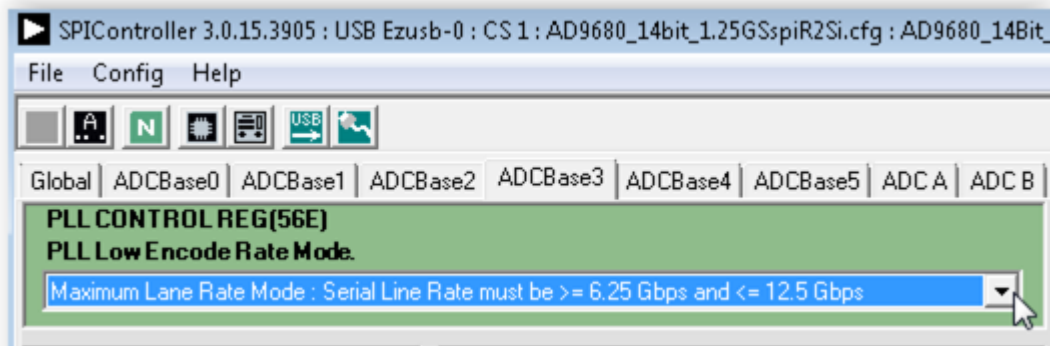 SPIController 3.0.15.3905 : USB Ezusb-0 : CS 1 : AD9680_14bit_1.25GSspiR2Si.cfg : AD9680_14Bit_
File Config Help
A N USB
Global ADCBase0 ADCBase1 ADCBase2 ADCBase3 ADCBase4 ADCBase5 ADC A ADC B
PLL CONTROL REG(56E)
PLL Low Encode Rate Mode.
Maximum Lane Rate Mode : Serial Line Rate must be >= 6.25 Gbps and <= 12.5 Gbps